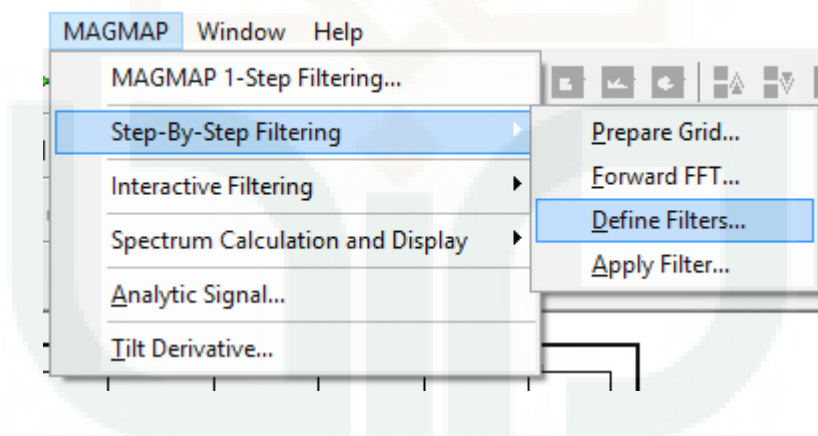 MAGMAP Window Help
MAGMAP 1-Step Filtering...
Step-By-Step Filtering
Interactive Filtering
Spectrum Calculation and Display
Analytic Signal...
Tilt Derivative...
Prepare Grid...
Forward FFT...
Define Filters...
Apply Filter...